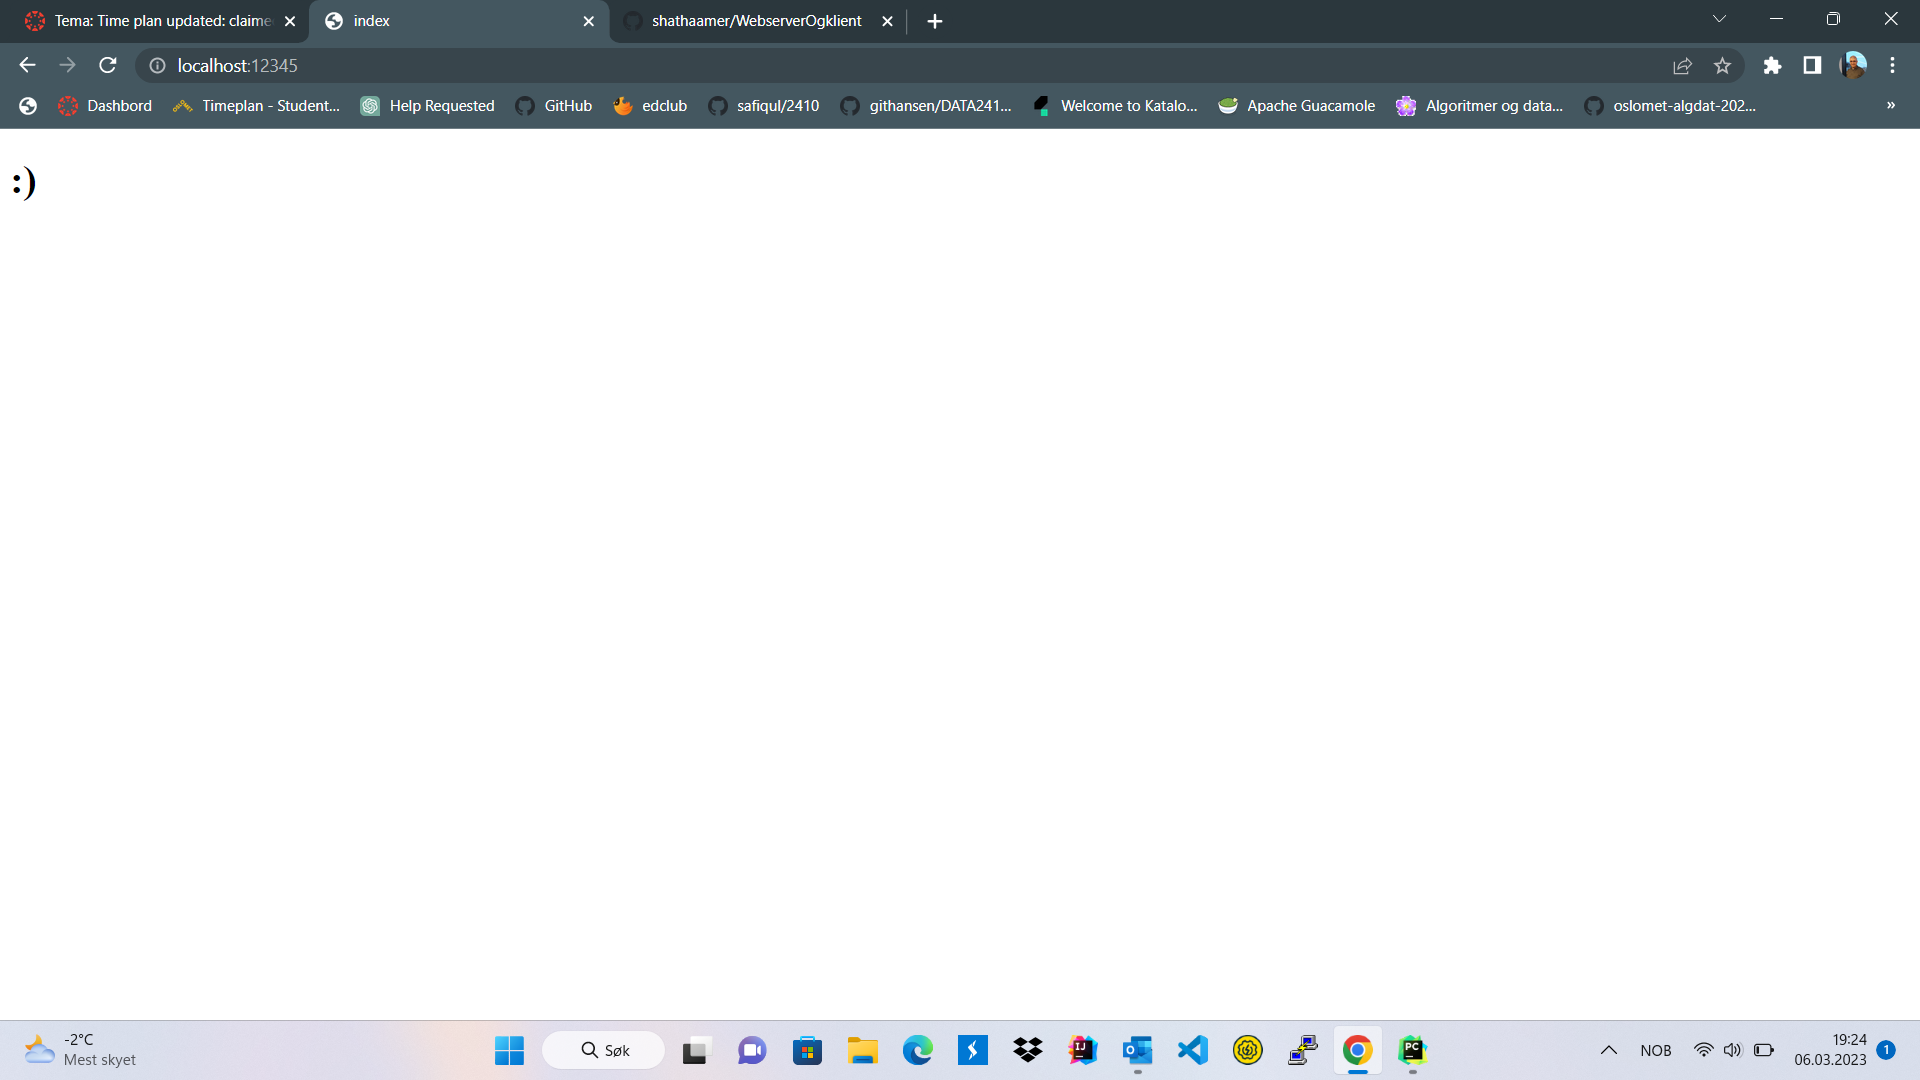 Tema: Time plan updated: claime
index
shathaamer/WebserverOgklient
localhost:12345
Dashbord
Timeplan - Student...
Help Requested
GitHub
edclub
safiqul/2410
githansen/DATA241...
Welcome to Katalo...
Apache Guacamole
Algoritmer og data...
oslomet-algdat-202...
»
:)
-2°C
Mest skyet
Søk
IJ
PC
NOB
19:24
06.03.2023
1